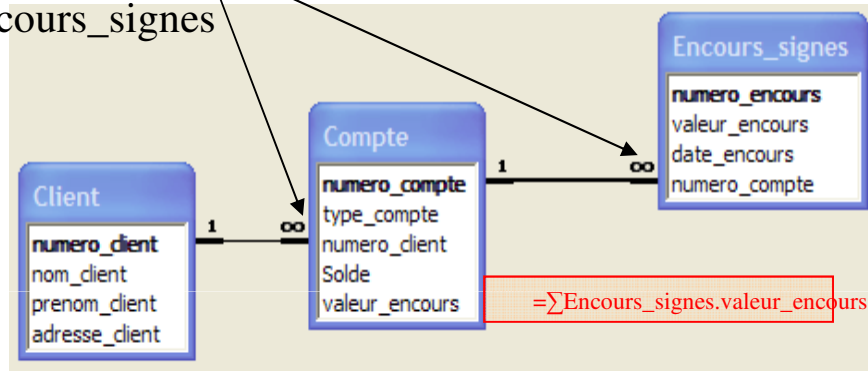 cours_signes
Encours_signes
numero_encours
valeur_encours
date_encours
numero_compte
Compte
numero_compte
type_compte
numero_client
Solde
valeur_encours
Client
numero_client
nom_client
prenom_client
adresse_client
1
∞
1
∞
=∑Encours_signes.valeur_encours